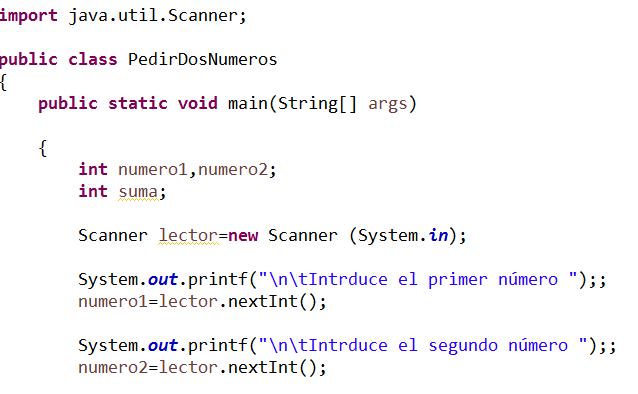 import java.util.Scanner;
public class PedirDosNumeros
{
public static void main(String[] args)
{
int numero1,numero2;
int suma;
Scanner lector=new Scanner (System.in);
System.out.printf("\n\tIntrduce el primer número ");;
numero1=lector.nextInt();
System.out.printf("\n\tIntrduce el segundo número ");;
numero2=lector.nextInt();